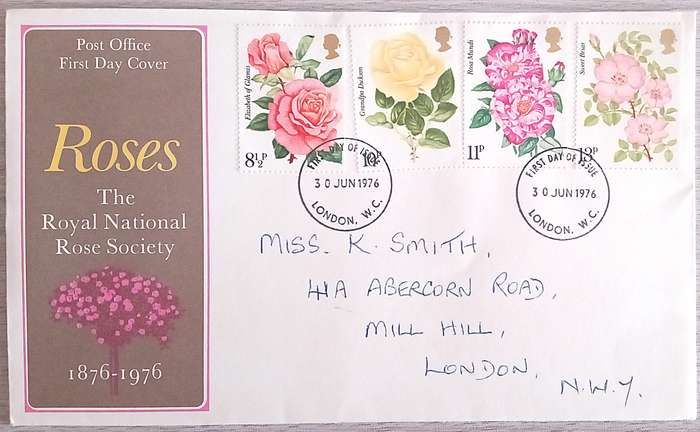 Post Office
First Day Cover
Roses
The
Royal National
Rose Society
1876-1976
Elizabeth of Glamis
8½P
Grandpa Dickson
10P
Rosa Mundi
11P
Sweet Briar
13P
FIRST DAY OF ISSUE
30 JUN 1976
LONDON. W.C.
FIRST DAY OF ISSUE
30 JUN 1976
LONDON. W.C.
MISS. K. SMITH,
41A ABERCORN ROAD,
MILL HILL,
LONDON,
N.W.7.